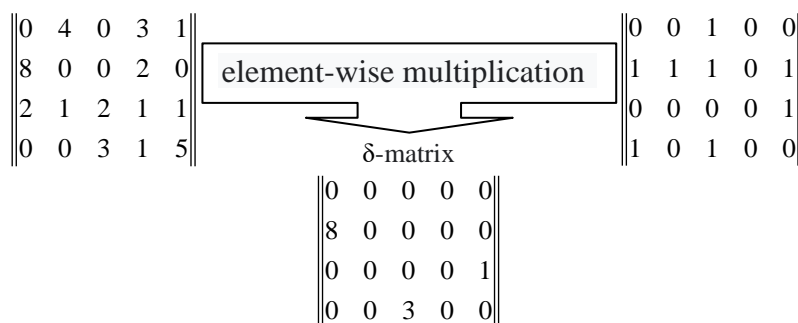 0 4 0 3 1
8 0 0 2 0
2 1 2 1 1
0 0 3 1 5
element-wise multiplication
0 0 1 0 0
1 1 1 0 1
0 0 0 0 1
1 0 1 0 0
δ-matrix
0 0 0 0 0
8 0 0 0 0
0 0 0 0 1
0 0 3 0 0